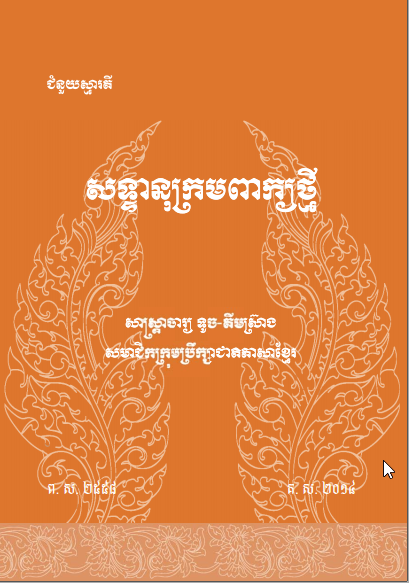 ជំនួយស្មារតី
សទ្ទានុក្រមពាក្យថ្មី
សាស្ត្រាចារ្យ ទូច-គឹមស្រ៊ាង
សមាជិកក្រុមប្រឹក្សាជាតិភាសាខ្មែរ
ព. ស. ២៥៥៨ គ. ស. ២០១៤